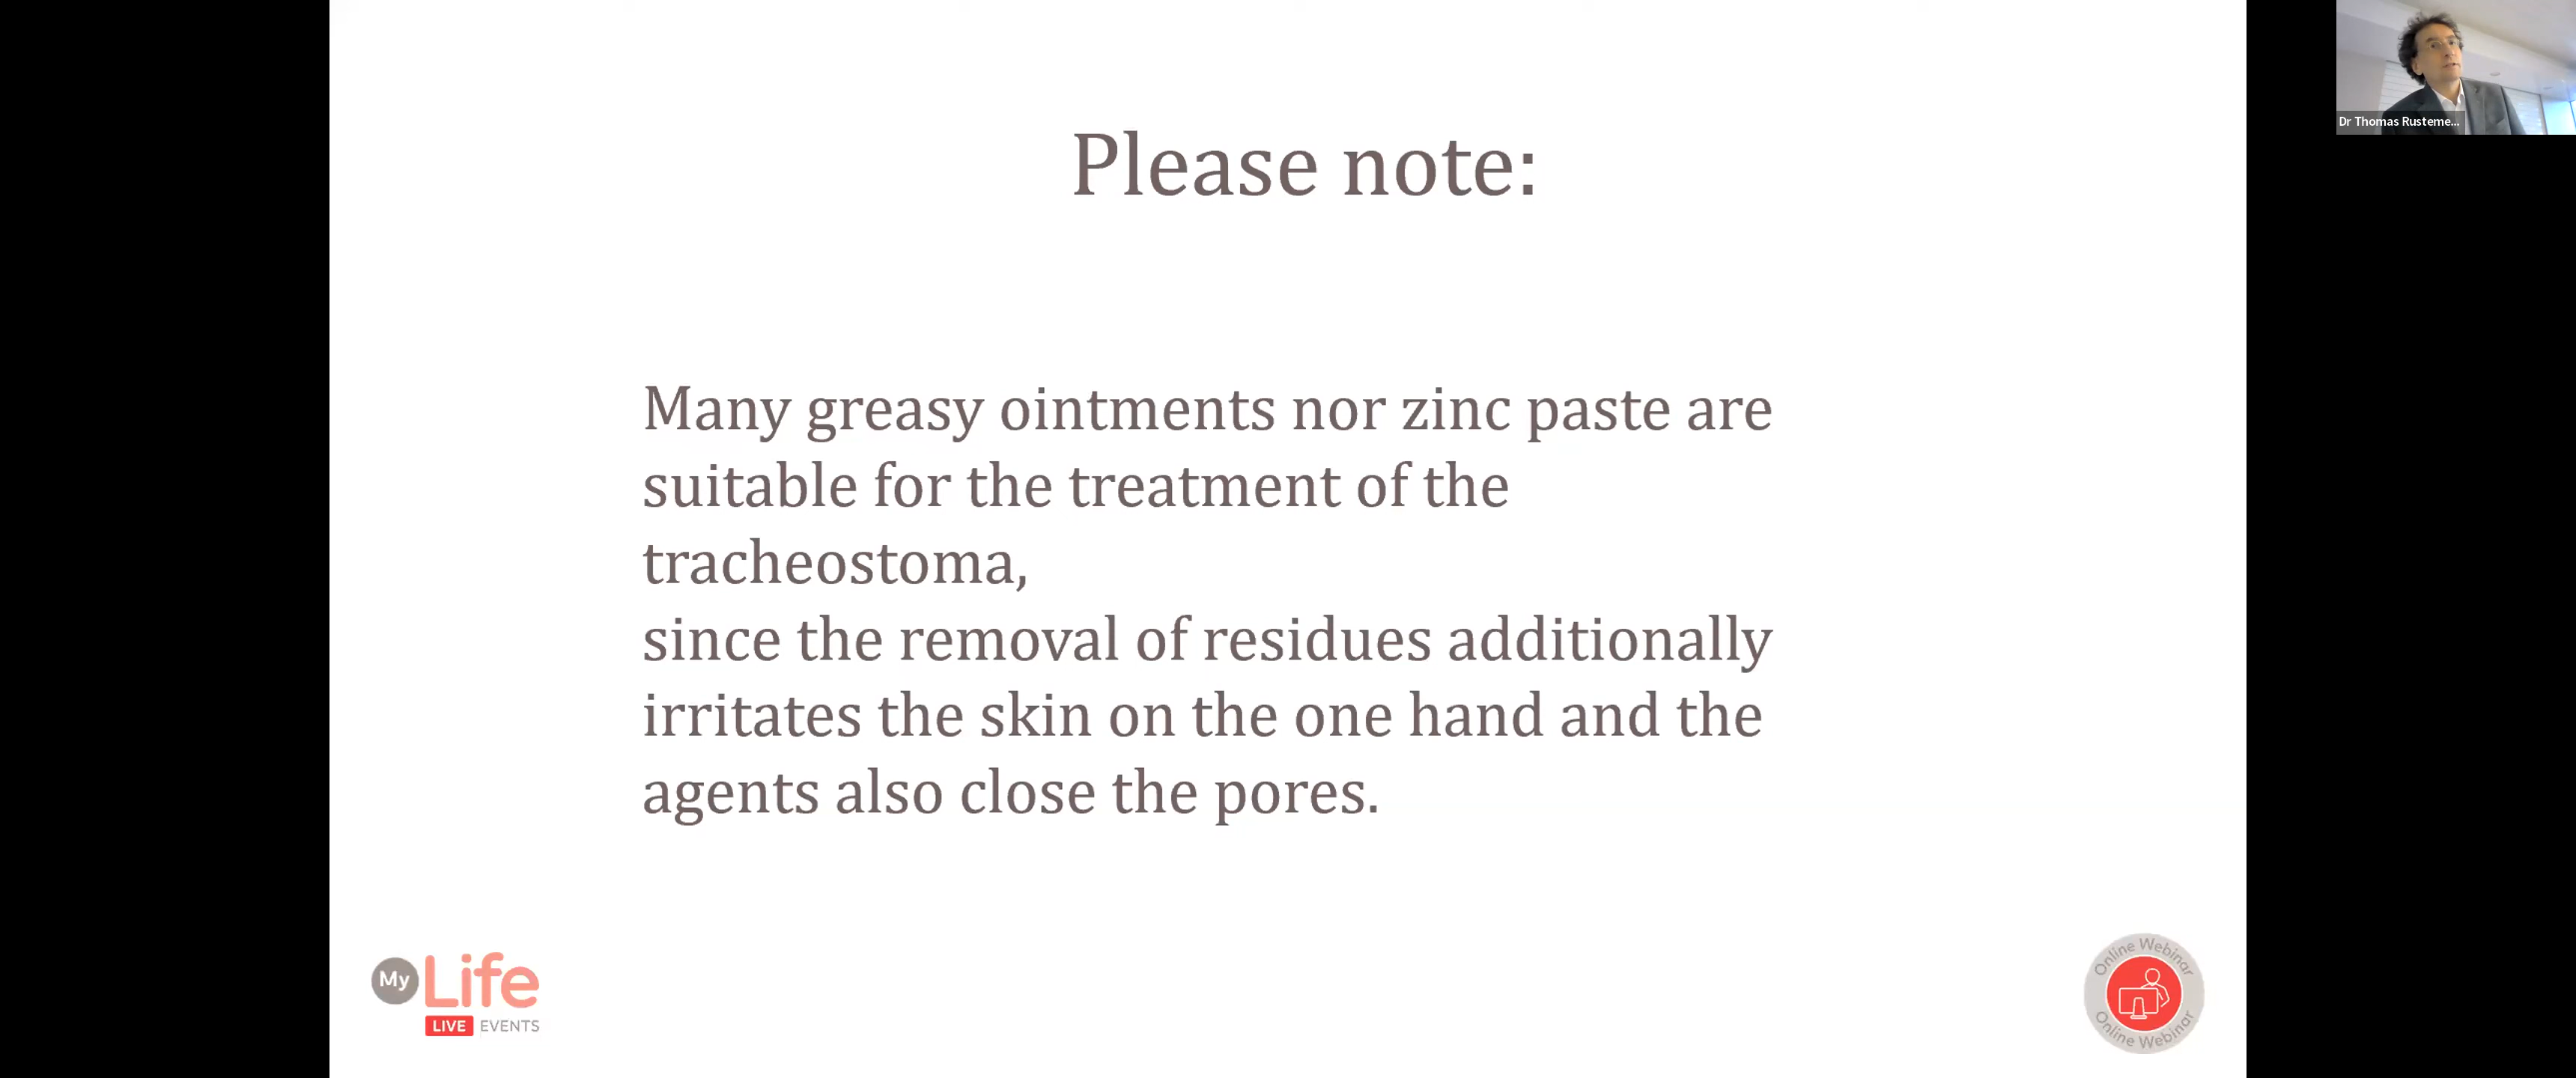 Please note:
Many greasy ointments nor zinc paste are
suitable for the treatment of the
tracheostoma,
since the removal of residues additionally
irritates the skin on the one hand and the
agents also close the pores.
Dr Thomas Rusteme...
My Life
LIVE EVENTS
Online Webinar
Online Webinar